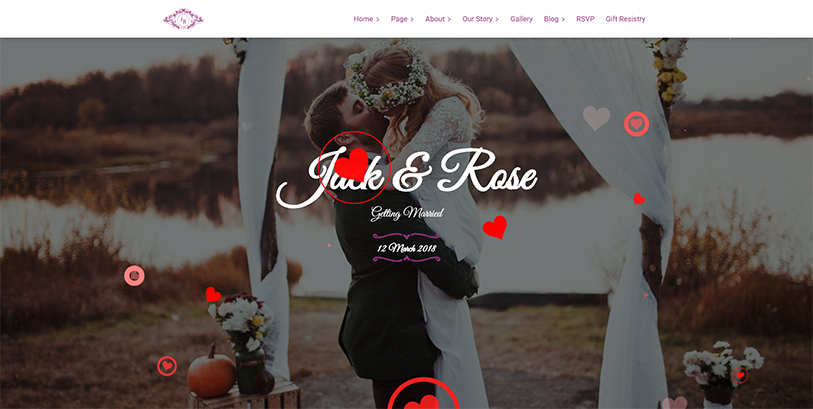 Home Page About Our Story Gallery Blog RSVP Gift Resistry
Jack & Rose
Getting Married
12 March 2018